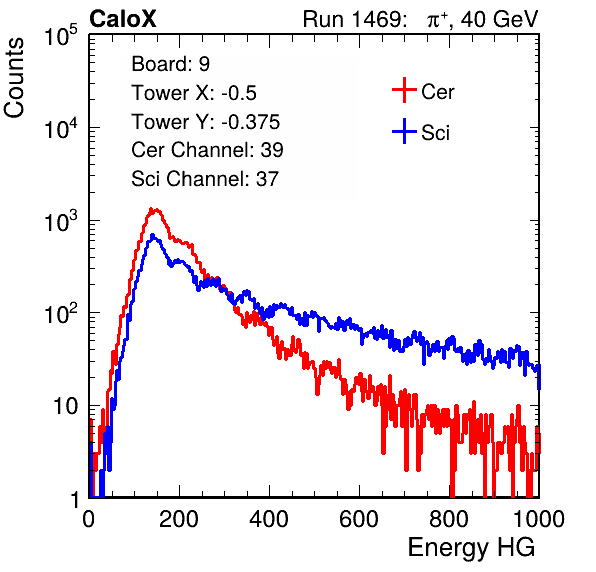 CaloX Run 1469: π⁺, 40 GeV
Counts
10⁵
10⁴
10³
10²
10
1
Board: 9
Tower X: -0.5
Tower Y: -0.375
Cer Channel: 39
Sci Channel: 37
Cer
Sci
0 200 400 600 800 1000
Energy HG